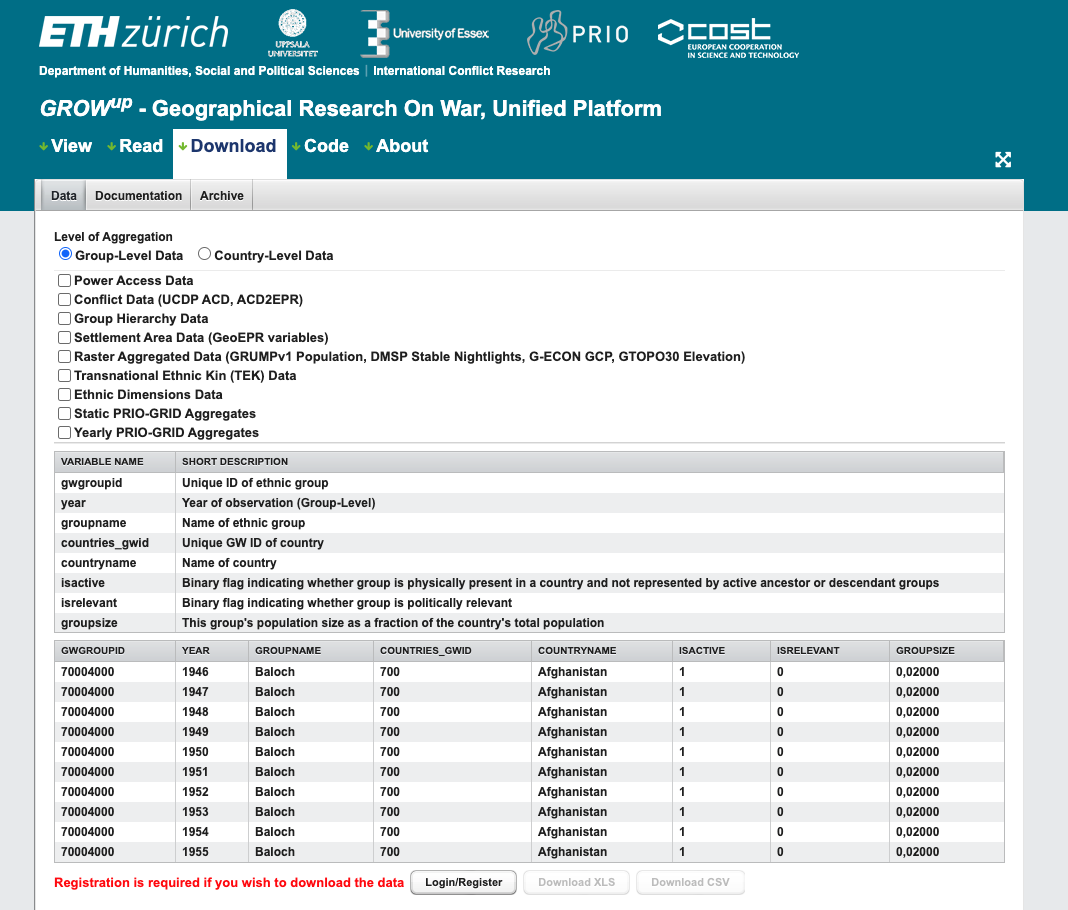 ETH zürich
UPPSALA
UNIVERSITET
University of Essex
PRIO
cost
EUROPEAN COOPERATION
IN SCIENCE AND TECHNOLOGY
Department of Humanities, Social and Political Sciences | International Conflict Research
GROWup - Geographical Research On War, Unified Platform
View Read Download Code About
Data Documentation Archive
Level of Aggregation
Group-Level Data Country-Level Data
Power Access Data
Conflict Data (UCDP ACD, ACD2EPR)
Group Hierarchy Data
Settlement Area Data (GeoEPR variables)
Raster Aggregated Data (GRUMPv1 Population, DMSP Stable Nightlights, G-ECON GCP, GTOPO30 Elevation)
Transnational Ethnic Kin (TEK) Data
Ethnic Dimensions Data
Static PRIO-GRID Aggregates
Yearly PRIO-GRID Aggregates
VARIABLE NAME SHORT DESCRIPTION
gwgroupid Unique ID of ethnic group
year Year of observation (Group-Level)
groupname Name of ethnic group
countries_gwid Unique GW ID of country
countryname Name of country
isactive Binary flag indicating whether group is physically present in a country and not represented by active ancestor or descendant groups
isrelevant Binary flag indicating whether group is politically relevant
groupsize This group's population size as a fraction of the country's total population
GWGROUPID YEAR GROUPNAME COUNTRIES_GWID COUNTRYNAME ISACTIVE ISRELEVANT GROUPSIZE
70004000 1946 Baloch 700 Afghanistan 1 0 0,02000
70004000 1947 Baloch 700 Afghanistan 1 0 0,02000
70004000 1948 Baloch 700 Afghanistan 1 0 0,02000
70004000 1949 Baloch 700 Afghanistan 1 0 0,02000
70004000 1950 Baloch 700 Afghanistan 1 0 0,02000
70004000 1951 Baloch 700 Afghanistan 1 0 0,02000
70004000 1952 Baloch 700 Afghanistan 1 0 0,02000
70004000 1953 Baloch 700 Afghanistan 1 0 0,02000
70004000 1954 Baloch 700 Afghanistan 1 0 0,02000
70004000 1955 Baloch 700 Afghanistan 1 0 0,02000
Registration is required if you wish to download the data Login/Register Download XLS Download CSV